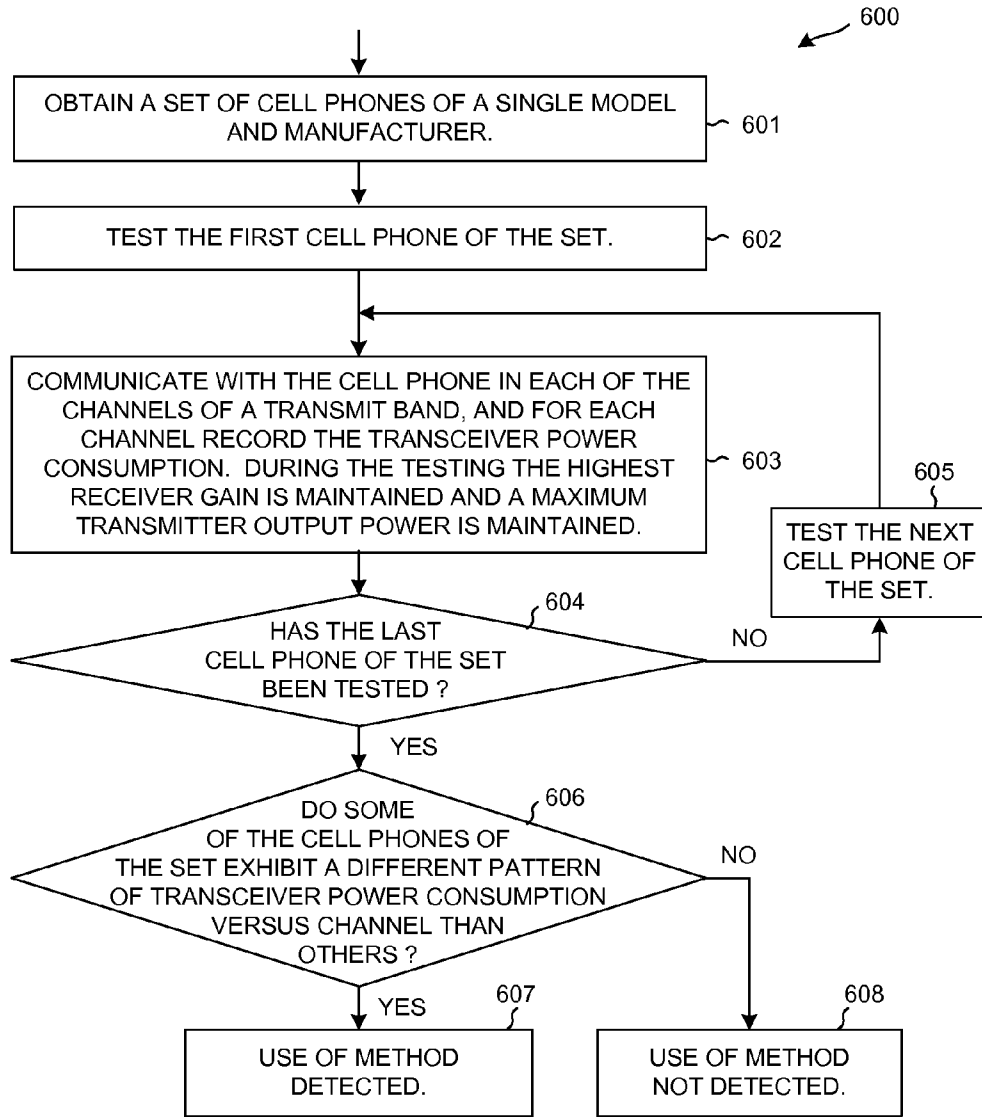 600
OBTAIN A SET OF CELL PHONES OF A SINGLE MODEL
AND MANUFACTURER.
601
TEST THE FIRST CELL PHONE OF THE SET.
602
COMMUNICATE WITH THE CELL PHONE IN EACH OF THE
CHANNELS OF A TRANSMIT BAND, AND FOR EACH
CHANNEL RECORD THE TRANSCEIVER POWER
CONSUMPTION. DURING THE TESTING THE HIGHEST
RECEIVER GAIN IS MAINTAINED AND A MAXIMUM
TRANSMITTER OUTPUT POWER IS MAINTAINED.
603
605
TEST THE NEXT
CELL PHONE OF
THE SET.
604
HAS THE LAST
CELL PHONE OF THE SET
BEEN TESTED ?
NO
YES
606
DO SOME
OF THE CELL PHONES OF
THE SET EXHIBIT A DIFFERENT PATTERN
OF TRANSCEIVER POWER CONSUMPTION
VERSUS CHANNEL THAN
OTHERS ?
NO
YES
607
USE OF METHOD
DETECTED.
608
USE OF METHOD
NOT DETECTED.